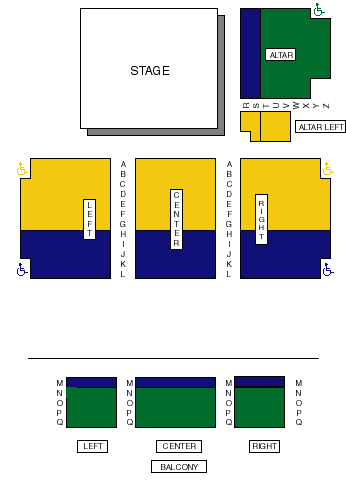 STAGE
ALTAR
R S T U V W X Y Z
ALTAR LEFT
A A
B B
C C
D D
E E
F F
G G
H H
I I
J J
K K
L L
LEFT
CENTER
RIGHT
M M M M
N N N N
O O O O
P P P P
Q Q Q Q
LEFT CENTER RIGHT
BALCONY